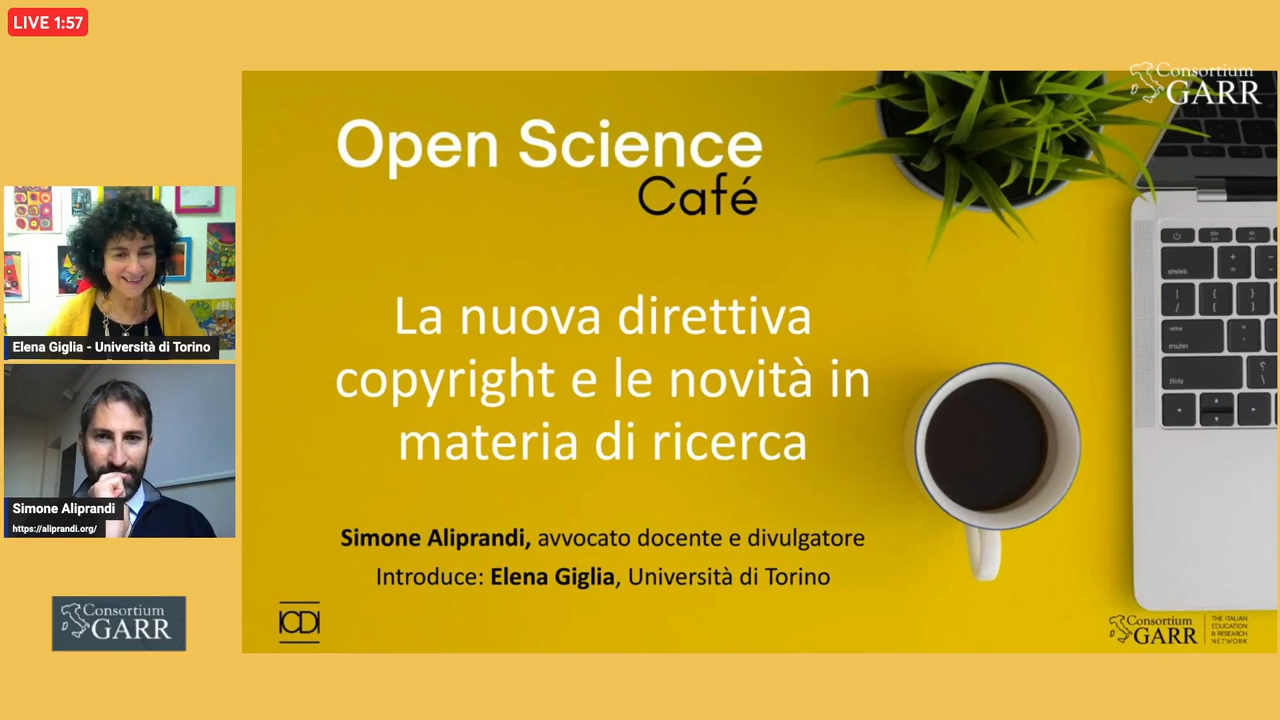 LIVE 1:57
Consortium
GARR
Open Science
Café
La nuova direttiva
copyright e le novità in
materia di ricerca
Simone Aliprandi, avvocato docente e divulgatore
Introduce: Elena Giglia, Università di Torino
Elena Giglia - Università di Torino
Simone Aliprandi
https://aliprandi.org/
Consortium
GARR
ICDI
Consortium
GARR
THE ITALIAN
EDUCATION
& RESEARCH
NETWORK